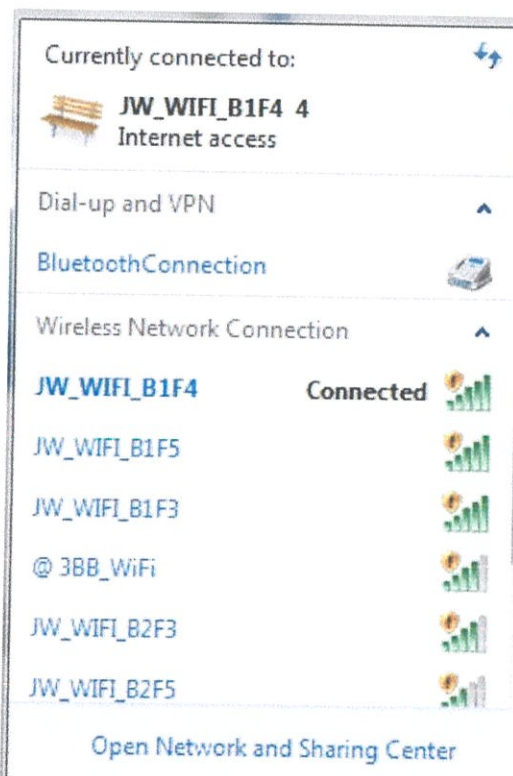 Currently connected to:
JW_WIFI_B1F4 4
Internet access
Dial-up and VPN
BluetoothConnection
Wireless Network Connection
JW_WIFI_B1F4 Connected
JW_WIFI_B1F5
JW_WIFI_B1F3
@ 3BB_WiFi
JW_WIFI_B2F3
JW_WIFI_B2F5
Open Network and Sharing Center